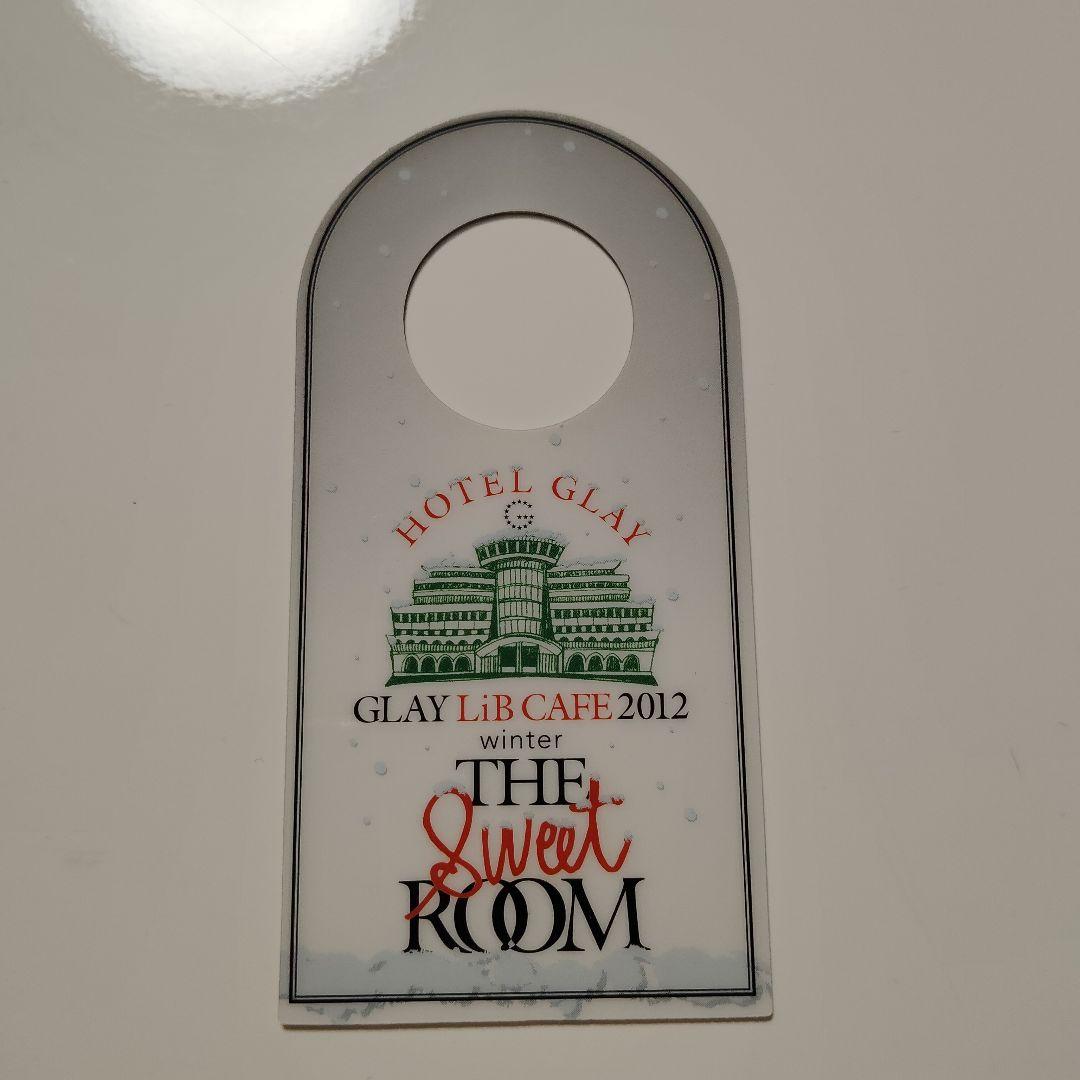 HOTEL GLAY
G
GLAY LiB CAFE 2012
winter
THE
Sweet
ROOM